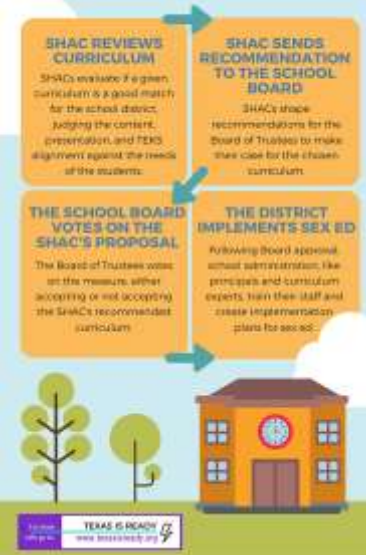 SHAC REVIEWS
CURRICULUM
SHACs evaluate if a given
curriculum is a good match
for the school district,
judging the content,
presentation, and TEKS
alignment against the needs
of the students.
SHAC SENDS
RECOMMENDATION
TO THE SCHOOL
BOARD
SHACs shape
recommendations for the
Board of Trustees to make
their case for the chosen
curriculum.
THE SCHOOL BOARD
VOTES ON THE
SHAC'S PROPOSAL
The Board of Trustees votes
on the measure, either
accepting or not accepting
the SHAC's recommended
curriculum
THE DISTRICT
IMPLEMENTS SEX ED
Following Board approval,
school administration, like
principals and curriculum
experts, train their staff and
create implementation
plans for sex ed.
TEXAS IS READY
www.texasisready.org